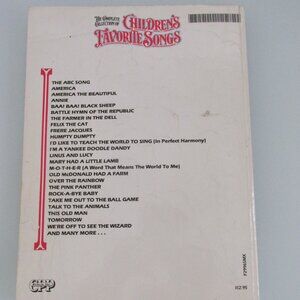 THE COMPLETE
COLLECTION OF
CHILDREN'S
FAVORITE SONGS
THE ABC SONG
AMERICA
AMERICA THE BEAUTIFUL
ANNIE
BAA! BAA! BLACK SHEEP
BATTLE HYMN OF THE REPUBLIC
THE FARMER IN THE DELL
FELIX THE CAT
FRERE JACQUES
HUMPTY DUMPTY
I'D LIKE TO TEACH THE WORLD TO SING (In Perfect Harmony)
I'M A YANKEE DOODLE DANDY
LINUS AND LUCY
MARY HAD A LITTLE LAMB
M-O-T-H-E-R (A Word That Means The World To Me)
OLD McDONALD HAD A FARM
OVER THE RAINBOW
THE PINK PANTHER
ROCK-A-BYE BABY
TAKE ME OUT TO THE BALL GAME
TALK TO THE ANIMALS
THIS OLD MAN
TOMORROW
WE'RE OFF TO SEE THE WIZARD
AND MANY MORE . . .
CPP